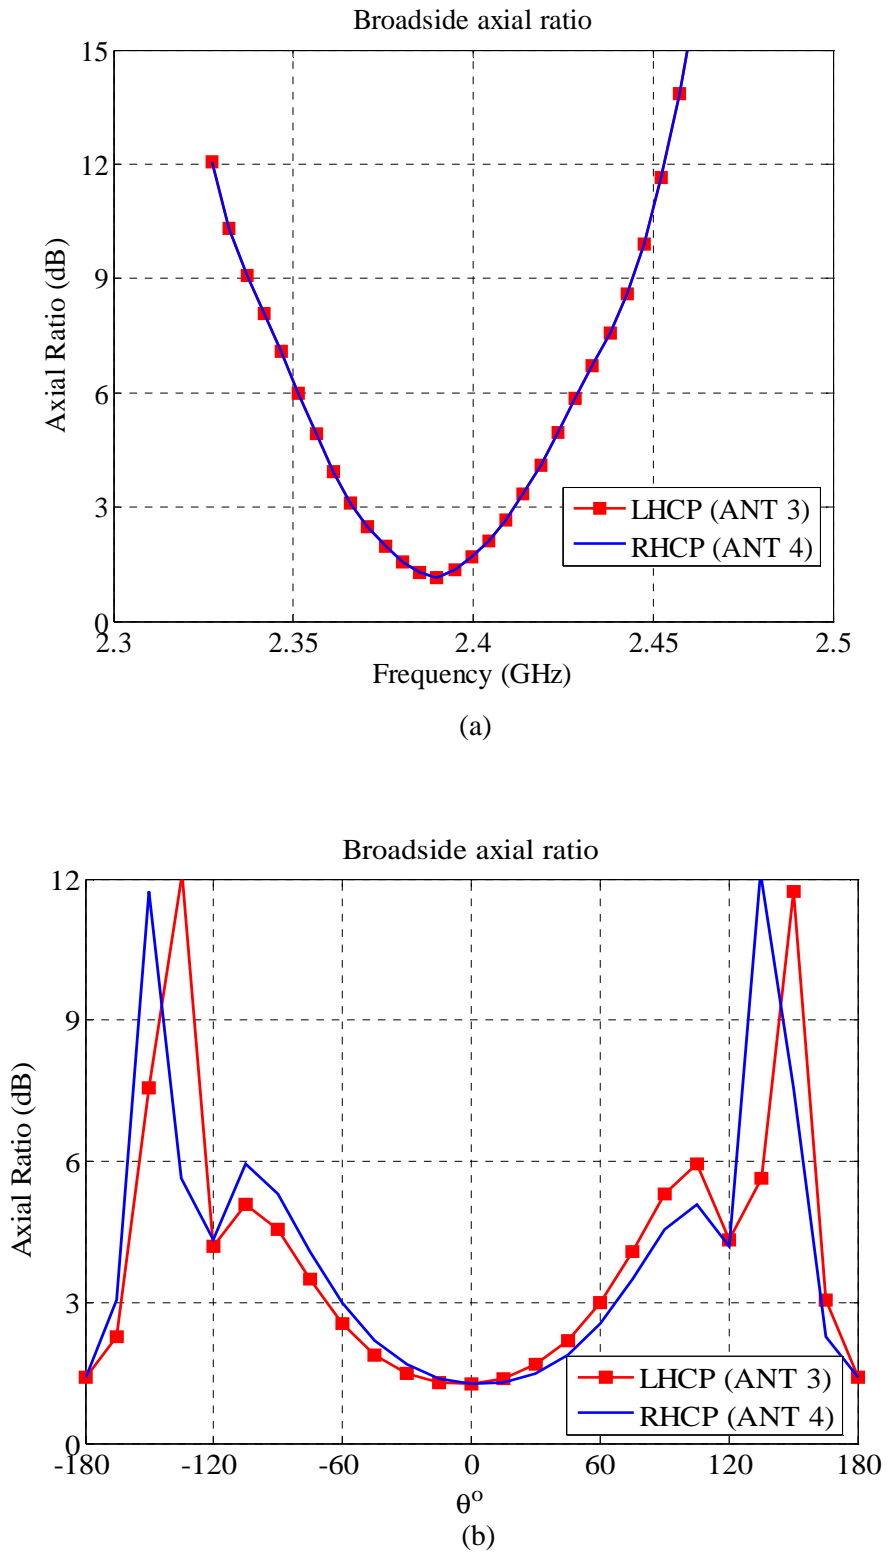 Broadside axial ratio
15
12
9
6
3
0
Axial Ratio (dB)
LHCP (ANT 3)
RHCP (ANT 4)
2.3 2.35 2.4 2.45 2.5
Frequency (GHz)
(a)
Broadside axial ratio
12
9
6
3
0
Axial Ratio (dB)
LHCP (ANT 3)
RHCP (ANT 4)
-180 -120 -60 0 60 120 180
θº
(b)